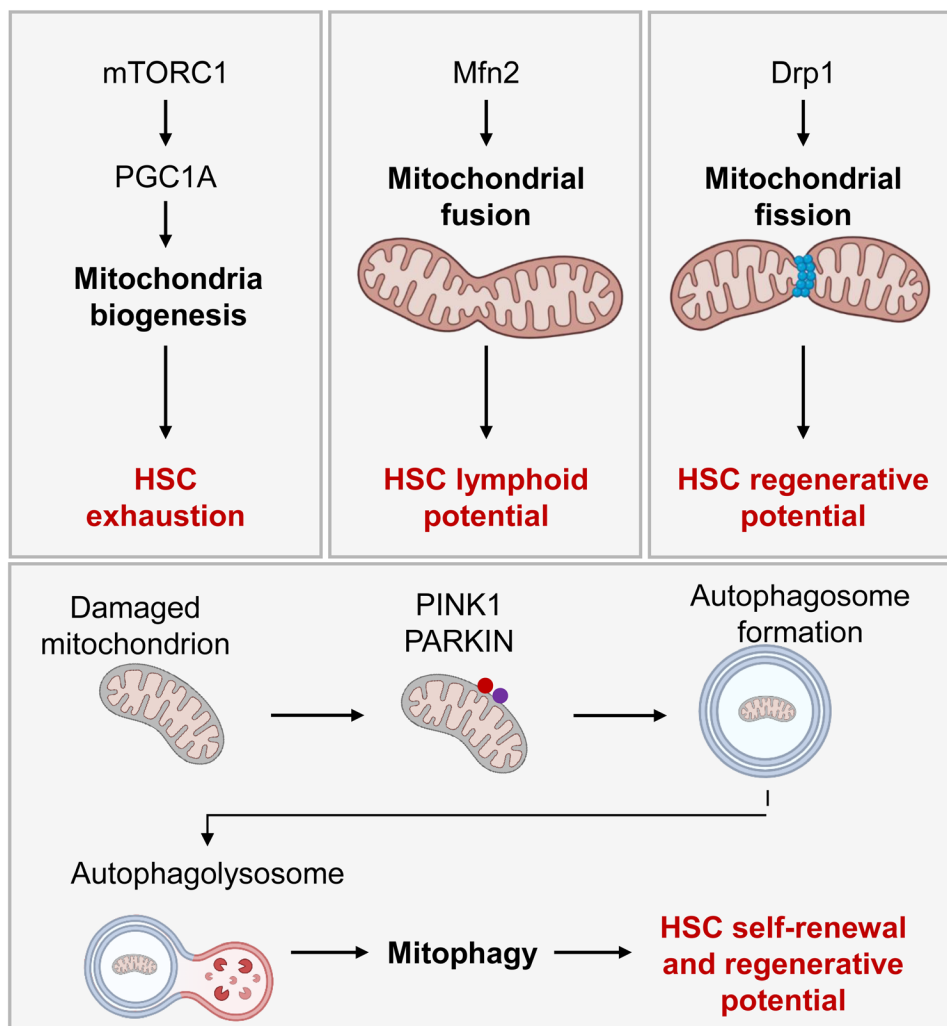 mTORC1
PGC1A
Mitochondria
biogenesis
HSC
exhaustion
Mfn2
Mitochondrial
fusion
HSC lymphoid
potential
Drp1
Mitochondrial
fission
HSC regenerative
potential
Damaged
mitochondrion
PINK1
PARKIN
Autophagosome
formation
Autophagolysosome
Mitophagy
HSC self-renewal
and regenerative
potential